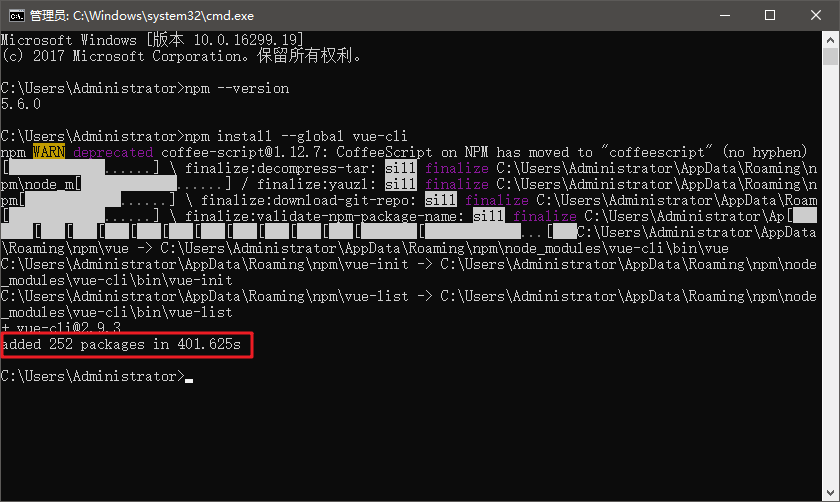 管理员: C:\Windows\system32\cmd.exe
Microsoft Windows [版本 10.0.16299.19]
(c) 2017 Microsoft Corporation。保留所有权利。
C:\Users\Administrator>npm --version
5.6.0
C:\Users\Administrator>npm install --global vue-cli
npm WARN deprecated coffee-script@1.12.7: CoffeeScript on NPM has moved to "coffeescript" (no hyphen)
[ ......] \ finalize:decompress-tar: sill finalize C:\Users\Administrator\AppData\Roaming\n
pm\node_m[ ......] / finalize:yauzl: sill finalize C:\Users\Administrator\AppData\Roaming\n
pm[ ......] \ finalize:download-git-repo: sill finalize C:\Users\Administrator\AppData\Roam
[ ......] \ finalize:validate-npm-package-name: sill finalize C:\Users\Administrator\Ap[
[ [ [ [ [ [ [ [ [ [ [ ...[ C:\Users\Administrator\AppData
\Roaming\npm\vue -> C:\Users\Administrator\AppData\Roaming\npm\node_modules\vue-cli\bin\vue
C:\Users\Administrator\AppData\Roaming\npm\vue-init -> C:\Users\Administrator\AppData\Roaming\npm\node
_modules\vue-cli\bin\vue-init
C:\Users\Administrator\AppData\Roaming\npm\vue-list -> C:\Users\Administrator\AppData\Roaming\npm\node
_modules\vue-cli\bin\vue-list
+ vue-cli@2.9.3
added 252 packages in 401.625s
C:\Users\Administrator>